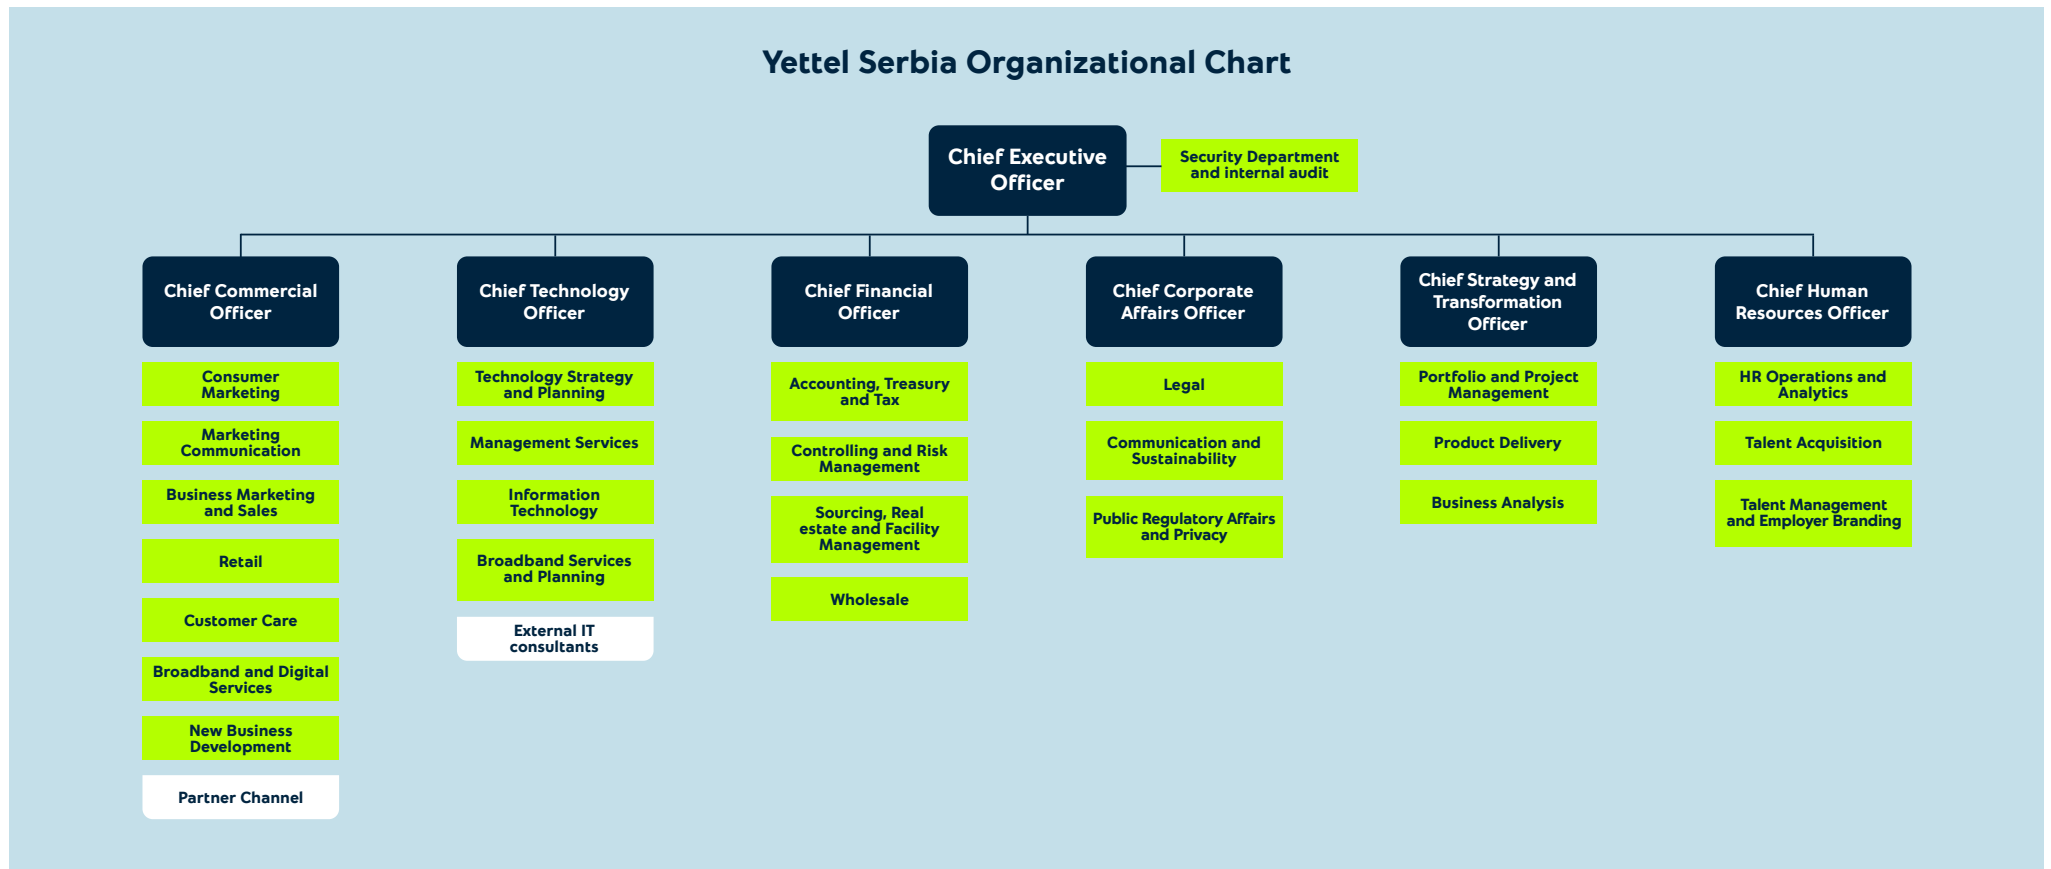 Yettel Serbia Organizational Chart
Chief Executive
Officer
Security Department
and internal audit
Chief Commercial
Officer
Consumer
Marketing
Marketing
Communication
Business Marketing
and Sales
Retail
Customer Care
Broadband and Digital
Services
New Business
Development
Partner Channel
Chief Technology
Officer
Technology Strategy
and Planning
Management Services
Information
Technology
Broadband Services
and Planning
External IT
consultants
Chief Financial
Officer
Accounting, Treasury
and Tax
Controlling and Risk
Management
Sourcing, Real
estate and Facility
Management
Wholesale
Chief Corporate
Affairs Officer
Legal
Communication and
Sustainability
Public Regulatory Affairs
and Privacy
Chief Strategy and
Transformation
Officer
Portfolio and Project
Management
Product Delivery
Business Analysis
Chief Human
Resources Officer
HR Operations and
Analytics
Talent Acquisition
Talent Management
and Employer Branding